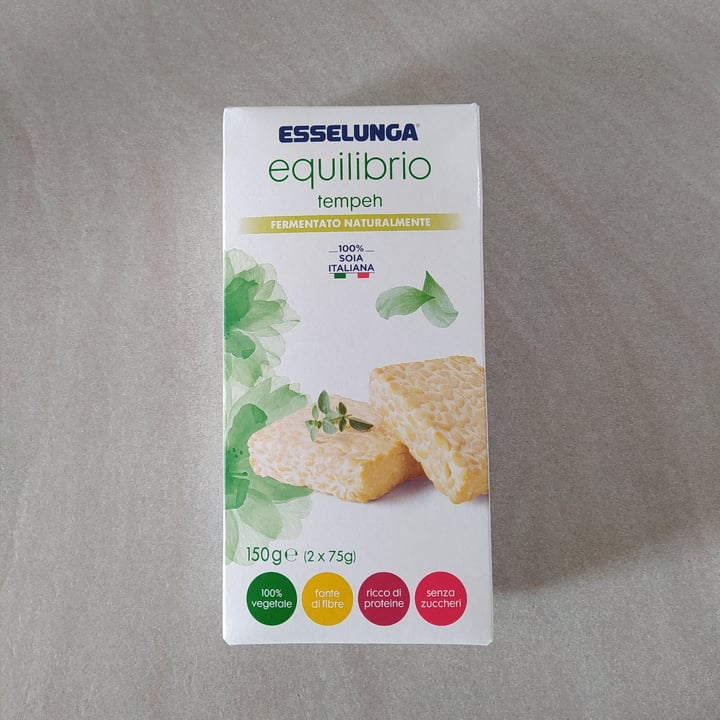 ESSELUNGA®
equilibrio
tempeh
FERMENTATO NATURALMENTE
100%
SOIA
ITALIANA
150g℮ (2 x 75g)
100%
vegetale
fonte
di fibre
ricco di
proteine
senza
zuccheri